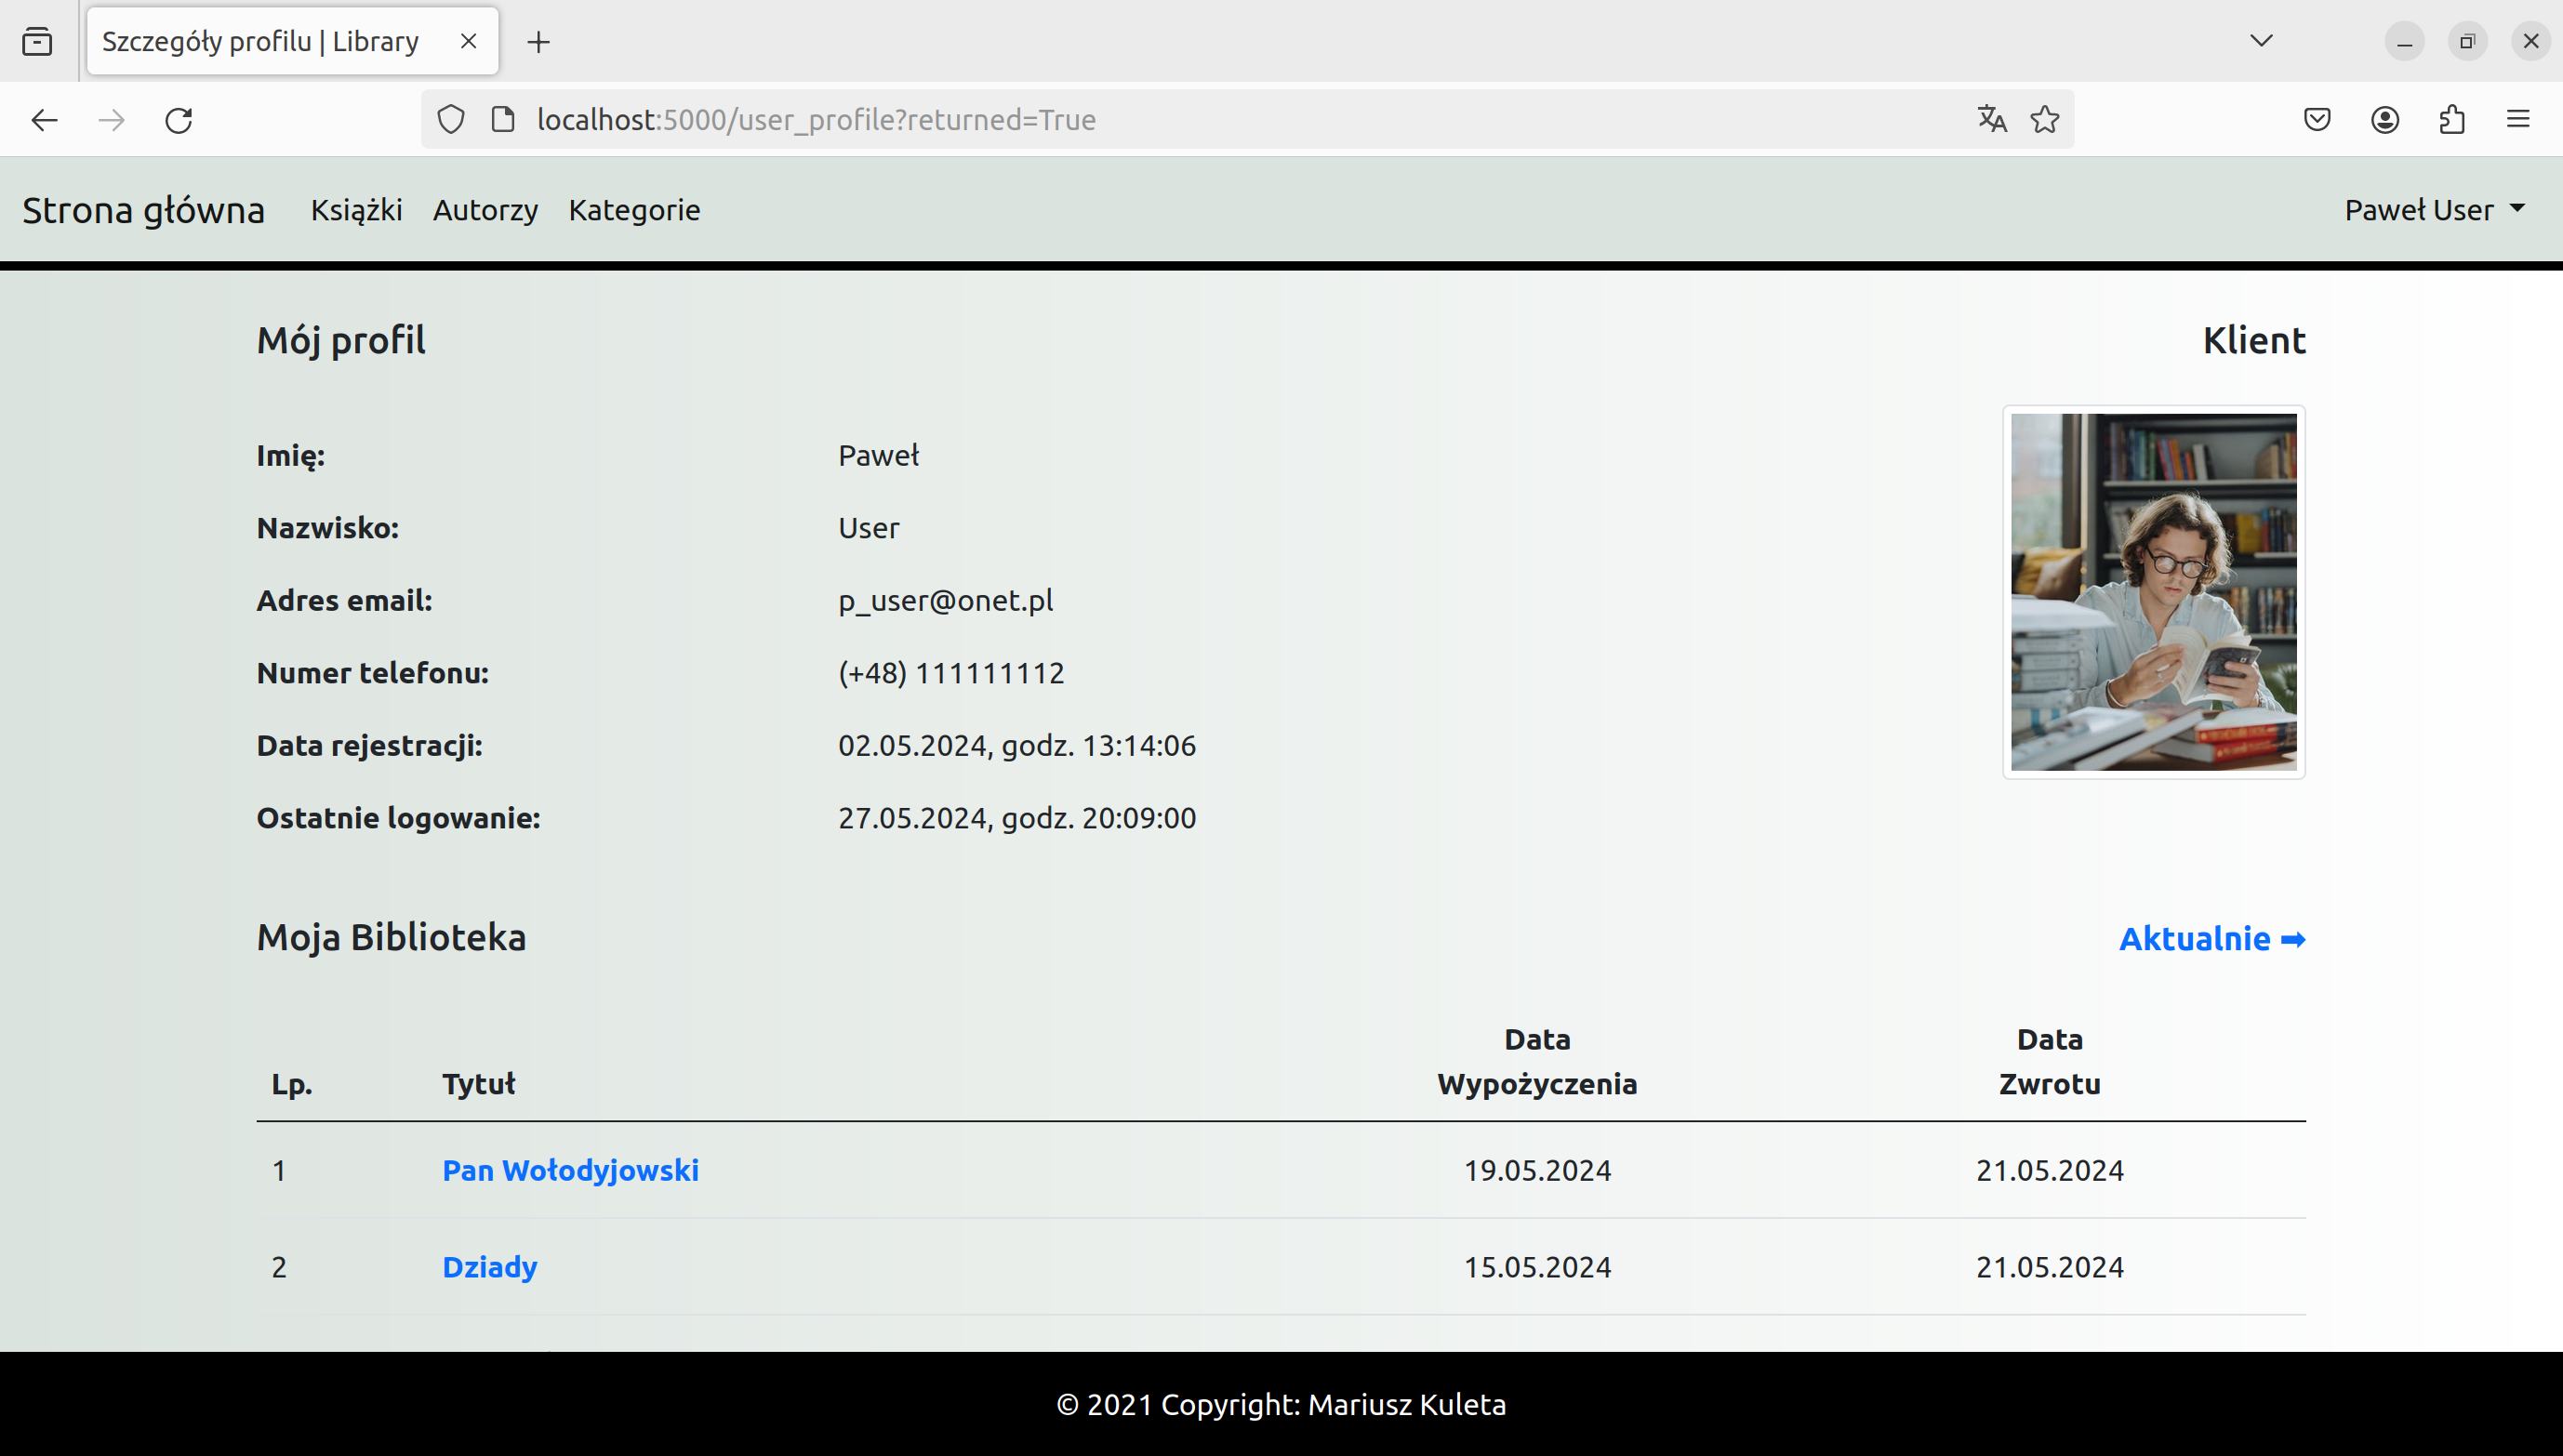 Szczegóły profilu | Library
localhost:5000/user_profile?returned=True
Strona główna Książki Autorzy Kategorie Paweł User
Mój profil Klient
Imię: Paweł
Nazwisko: User
Adres email: p_user@onet.pl
Numer telefonu: (+48) 111111112
Data rejestracji: 02.05.2024, godz. 13:14:06
Ostatnie logowanie: 27.05.2024, godz. 20:09:00
Moja Biblioteka Aktualnie ➡
Data Data
Lp. Tytuł Wypożyczenia Zwrotu
1 Pan Wołodyjowski 19.05.2024 21.05.2024
2 Dziady 15.05.2024 21.05.2024
© 2021 Copyright: Mariusz Kuleta